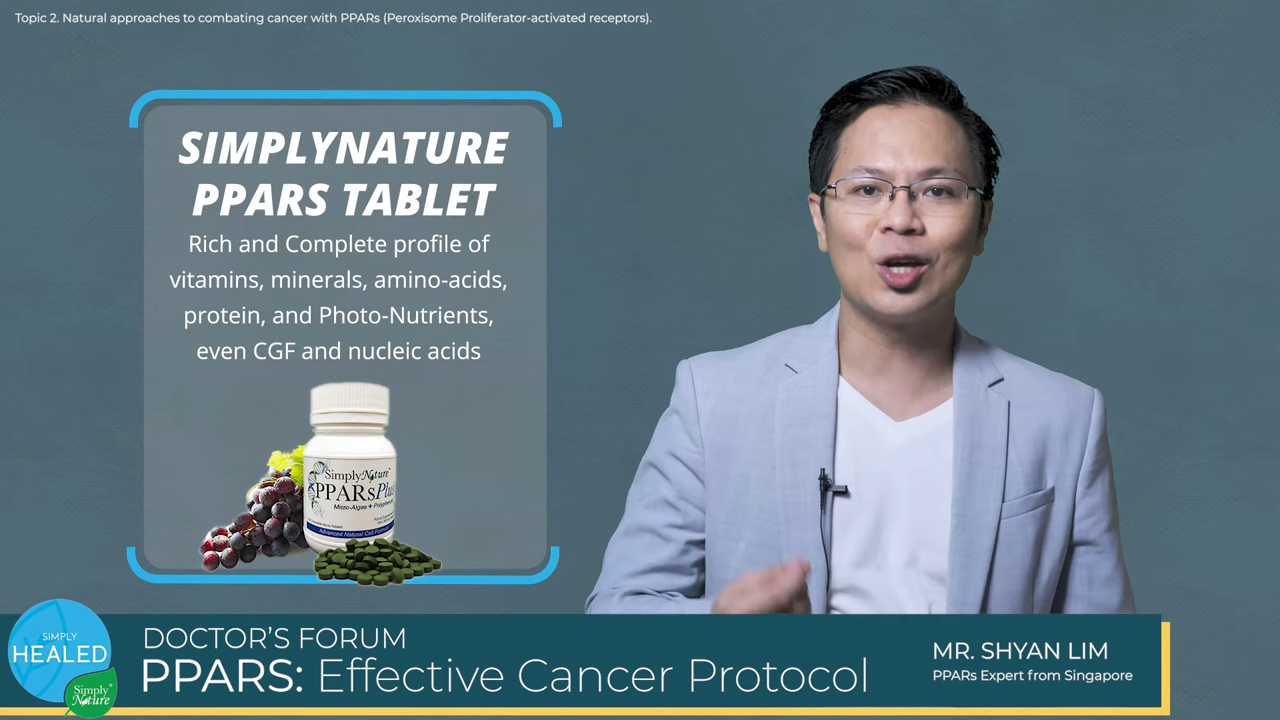 Topic 2. Natural approaches to combating cancer with PPARs (Peroxisome Proliferator-activated receptors).
SIMPLYNATURE
PPARS TABLET
Rich and Complete profile of
vitamins, minerals, amino-acids,
protein, and Photo-Nutrients,
even CGF and nucleic acids
SimplyNature
PPARsPlus
Micro-Algae + Polyphenol
Advanced Natural Cell
SIMPLY
HEALED
Simply
Nature
DOCTOR'S FORUM
PPARS: Effective Cancer Protocol
MR. SHYAN LIM
PPARs Expert from Singapore